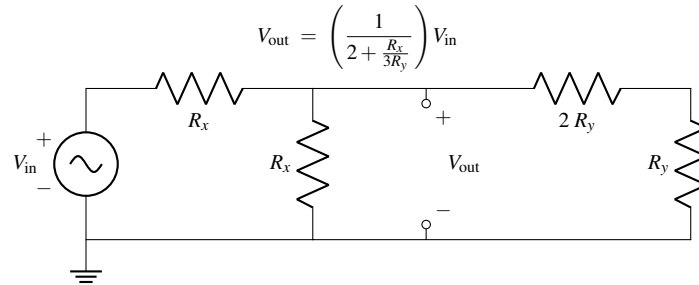 V_out = ( 1 / (2 + R_x / 3R_y) ) V_in
R_x
2 R_y
+
+
V_in
R_x
V_out
R_y
−
−